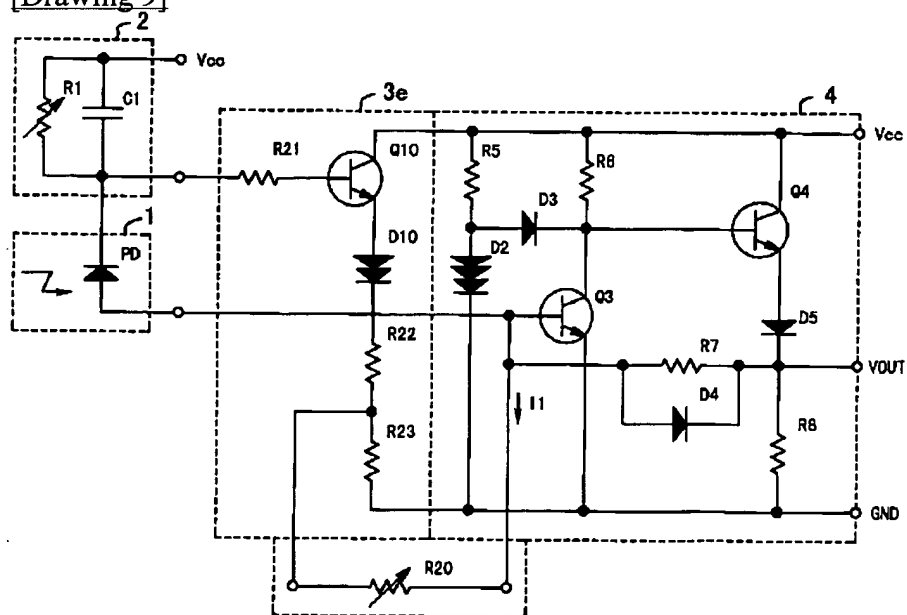 [Drawing 9]
2
Vcc
R1
C1
3e
4
Vcc
R21
Q10
R5
R6
Q4
D3
1
PD
D10
D2
Q3
D5
R22
R7
VOUT
D4
I1
R23
R8
GND
R20